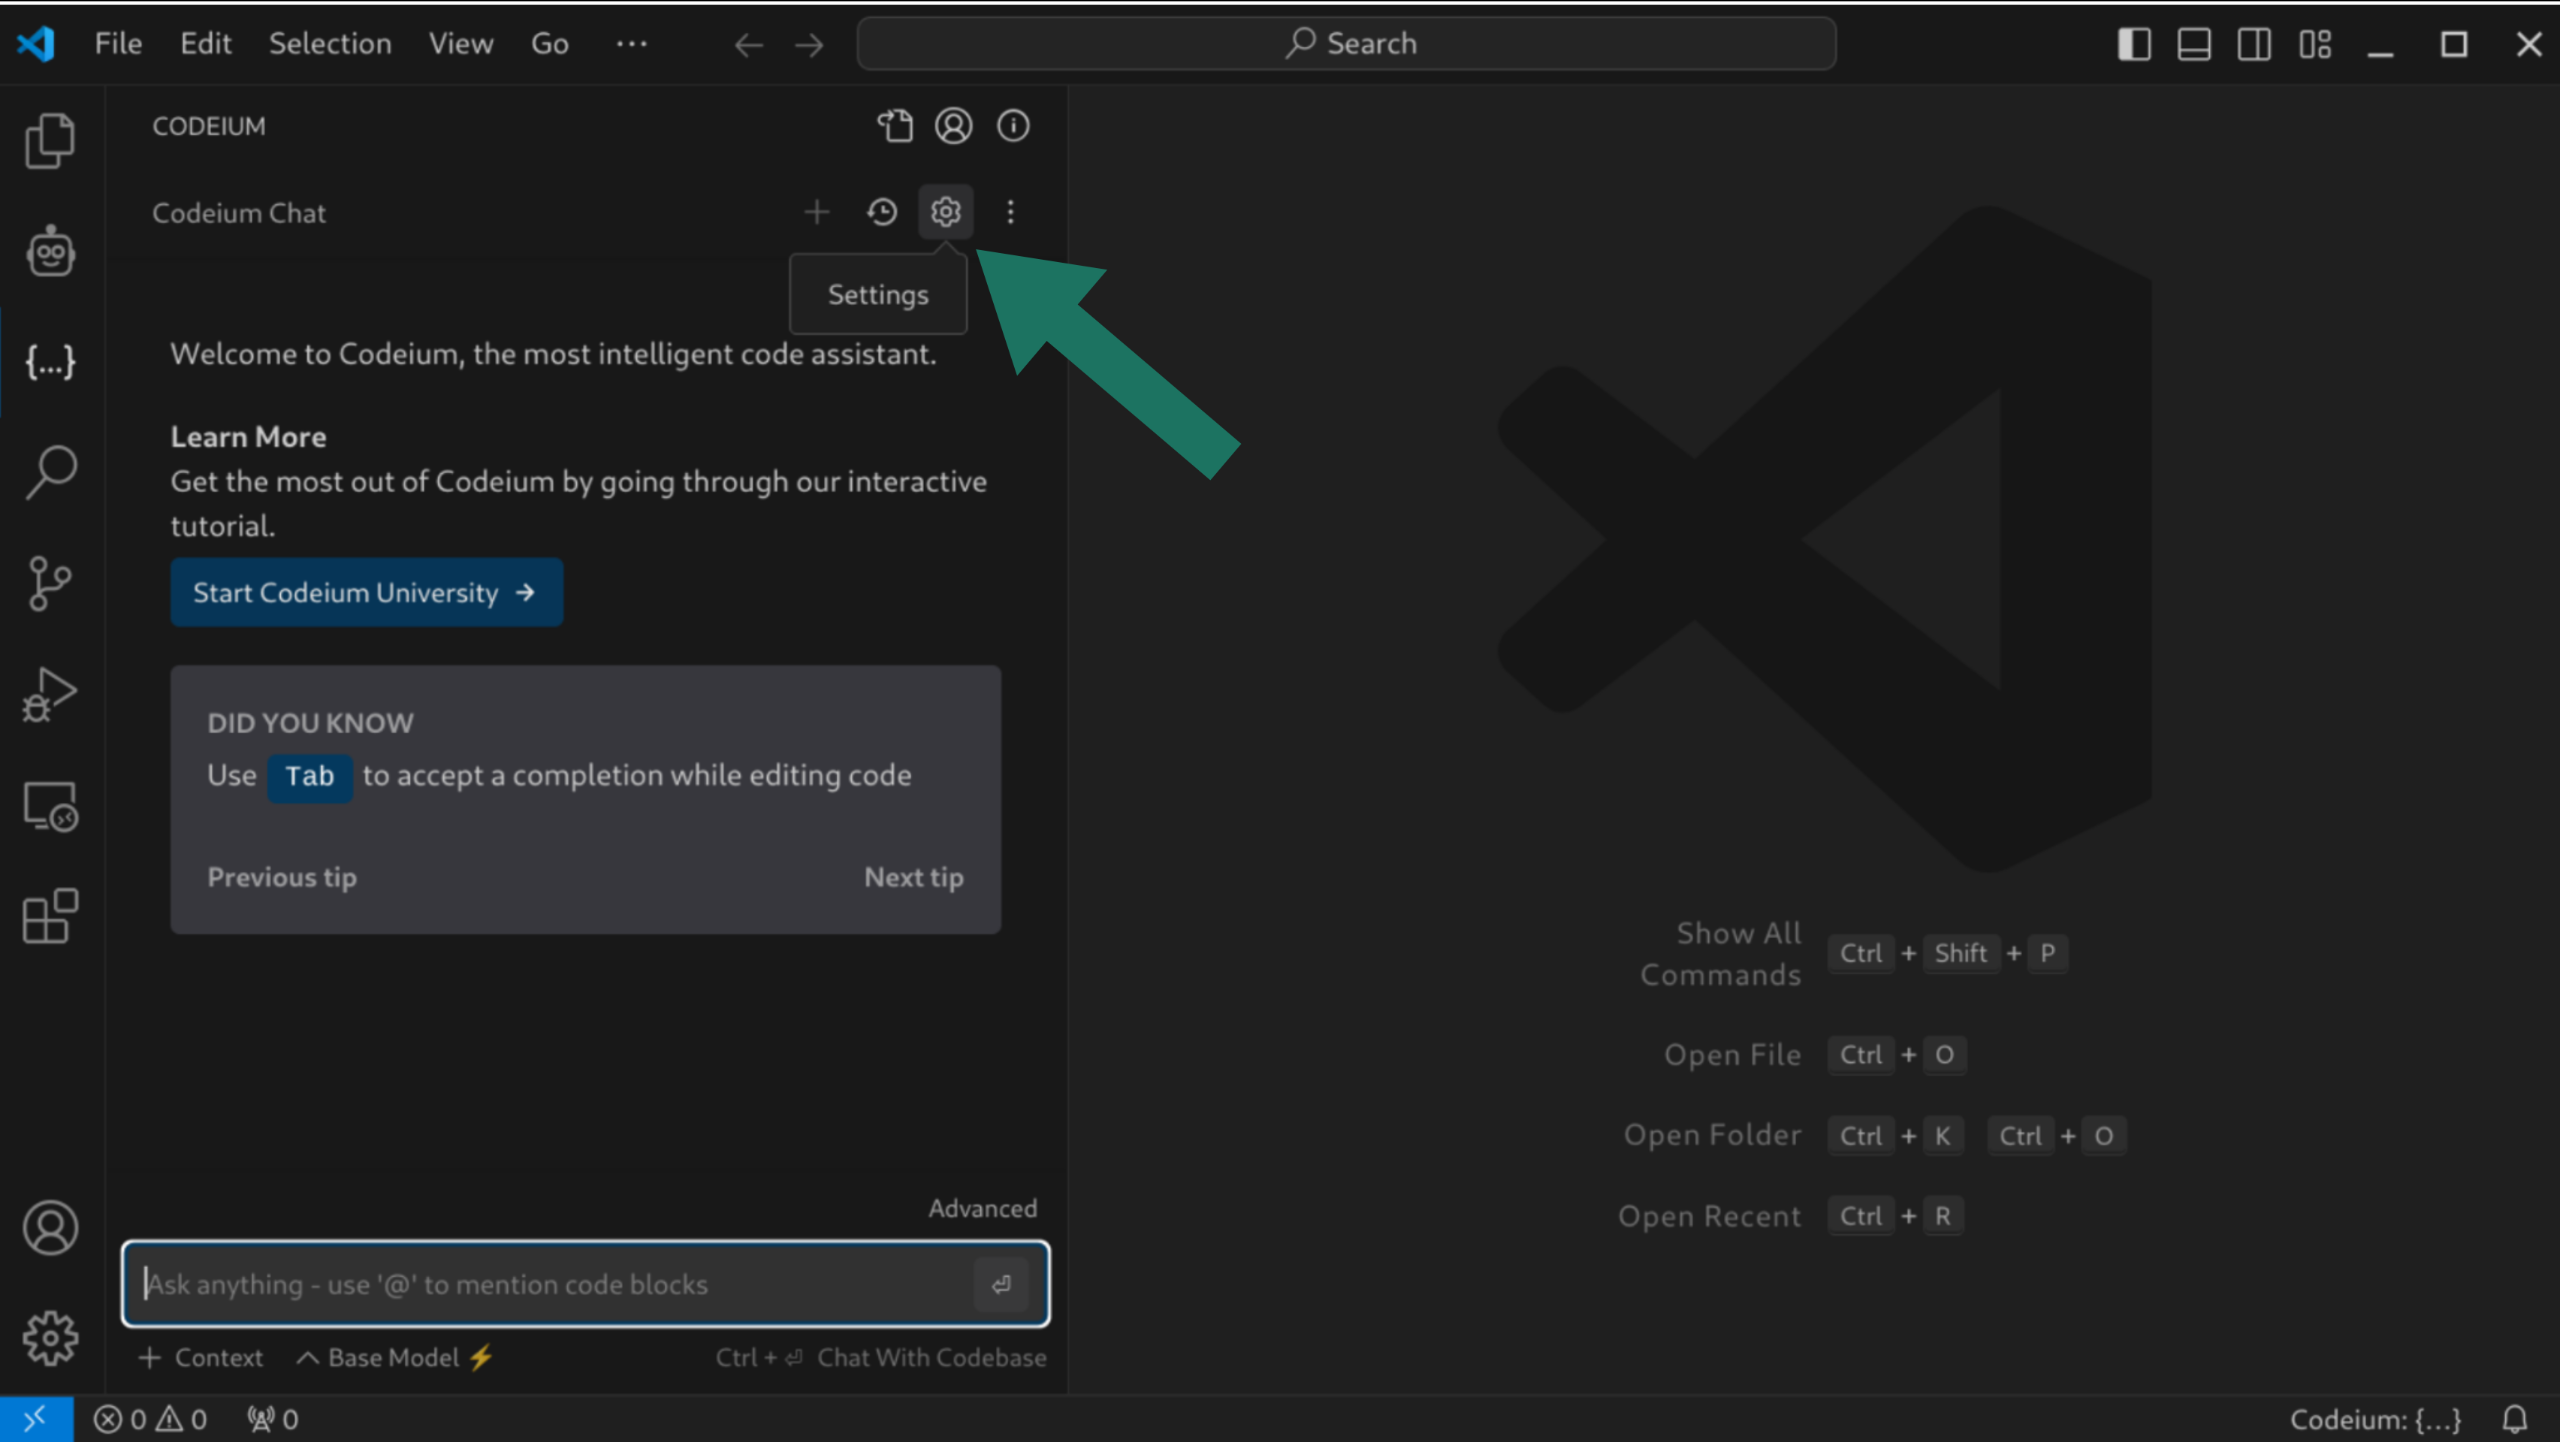 File Edit Selection View Go ...
Search
CODEIUM
Codeium Chat
Settings
Welcome to Codeium, the most intelligent code assistant.
Learn More
Get the most out of Codeium by going through our interactive
tutorial.
Start Codeium University →
DID YOU KNOW
Use Tab to accept a completion while editing code
Previous tip Next tip
Advanced
Ask anything - use '@' to mention code blocks
+ Context Base Model ⚡ Ctrl + ⏎ Chat With Codebase
Show All
Commands Ctrl + Shift + P
Open File Ctrl + O
Open Folder Ctrl + K Ctrl + O
Open Recent Ctrl + R
0 0 0 Codeium: {...}